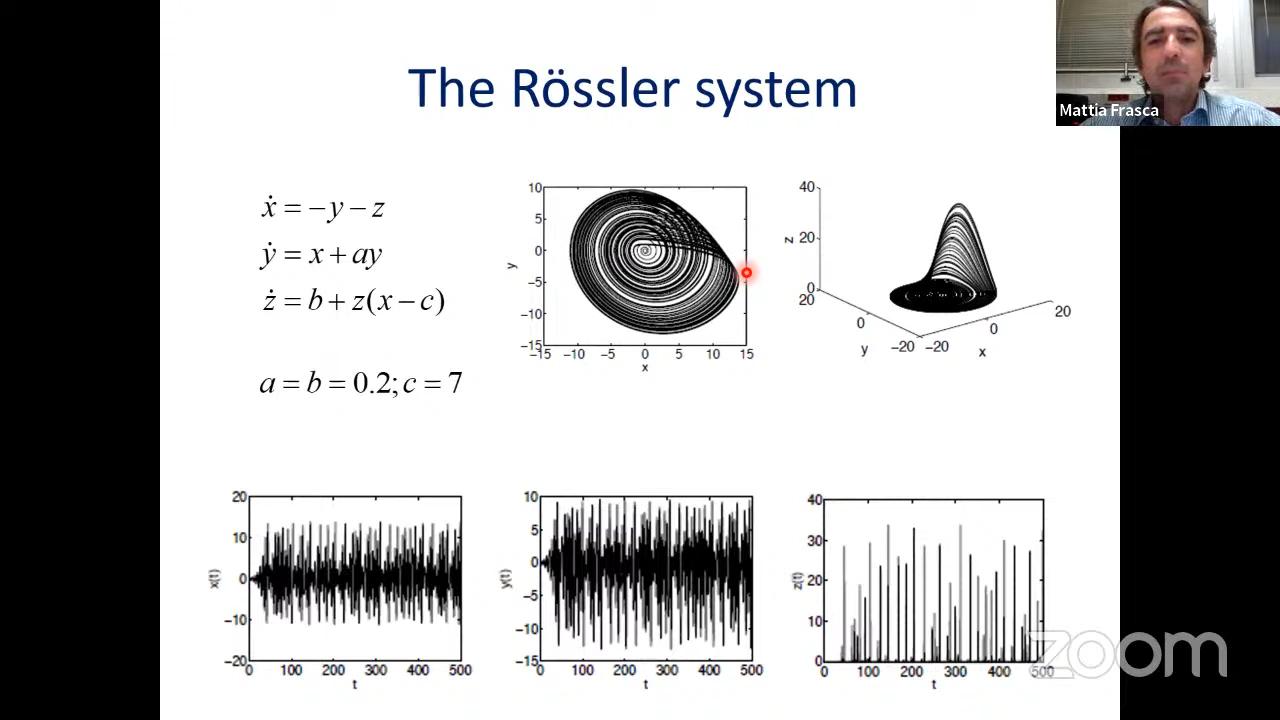 The Rössler system
Mattia Frasca
ẋ = −y − z
ẏ = x + ay
ż = b + z(x − c)
a = b = 0.2; c = 7
10
5
0
−5
−10
−15
y
−15 −10 −5 0 5 10 15
x
40
20
0
z
20
0
−20
y
−20
0
20
x
20
10
0
−10
−20
x(t)
0 100 200 300 400 500
t
10
5
0
−5
−10
−15
y(t)
0 100 200 300 400 500
t
40
30
20
10
0
z(t)
0 100 200 300 400 500
t
zoom